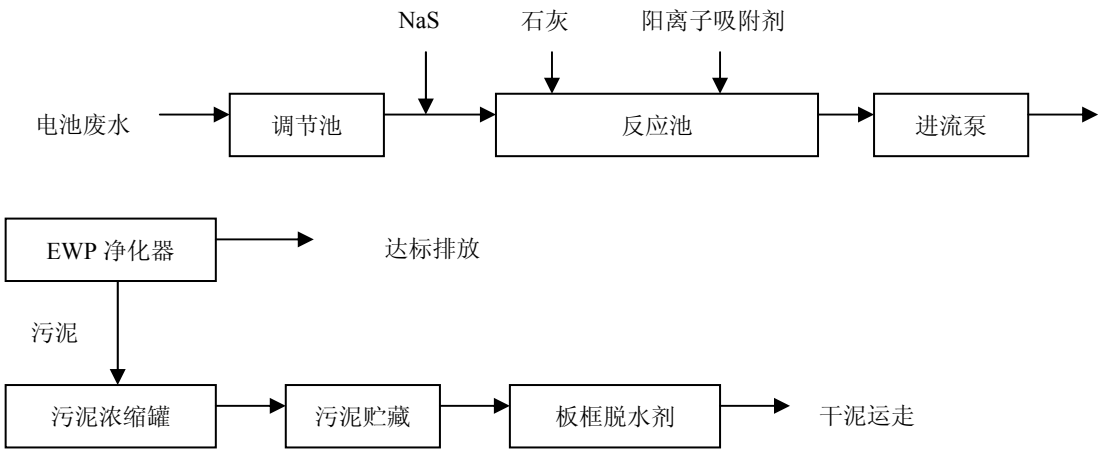 NaS
石灰
阳离子吸附剂
电池废水
调节池
反应池
进流泵
EWP 净化器
达标排放
污泥
污泥浓缩罐
污泥贮藏
板框脱水剂
干泥运走